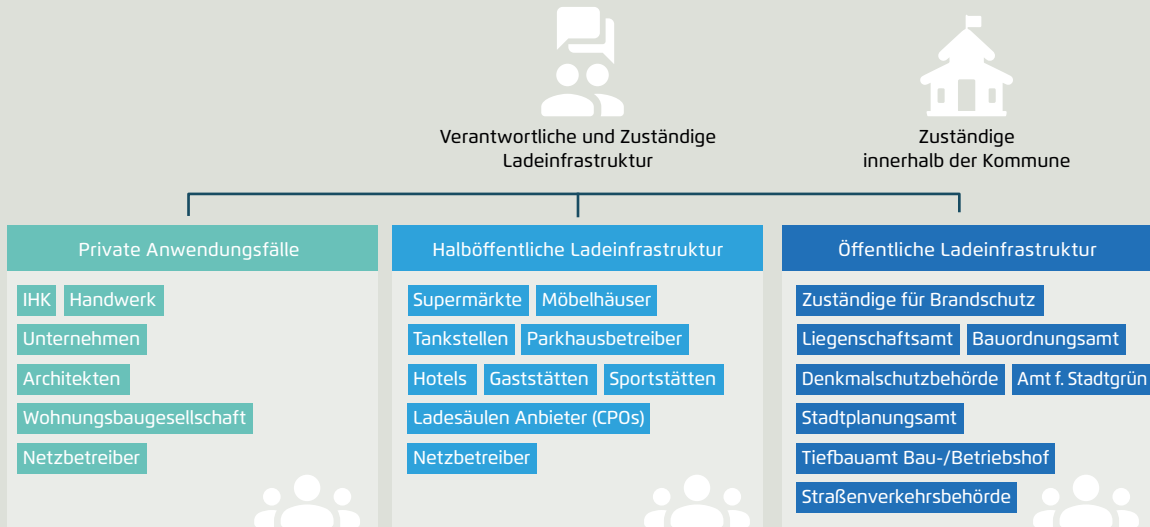 Verantwortliche und Zuständige
Ladeinfrastruktur
Zuständige
innerhalb der Kommune
Private Anwendungsfälle
IHK Handwerk
Unternehmen
Architekten
Wohnungsbaugesellschaft
Netzbetreiber
Halböffentliche Ladeinfrastruktur
Supermärkte Möbelhäuser
Tankstellen Parkhausbetreiber
Hotels Gaststätten Sportstätten
Ladesäulen Anbieter (CPOs)
Netzbetreiber
Öffentliche Ladeinfrastruktur
Zuständige für Brandschutz
Liegenschaftsamt Bauordnungsamt
Denkmalschutzbehörde Amt f. Stadtgrün
Stadtplanungsamt
Tiefbauamt Bau-/Betriebshof
Straßenverkehrsbehörde